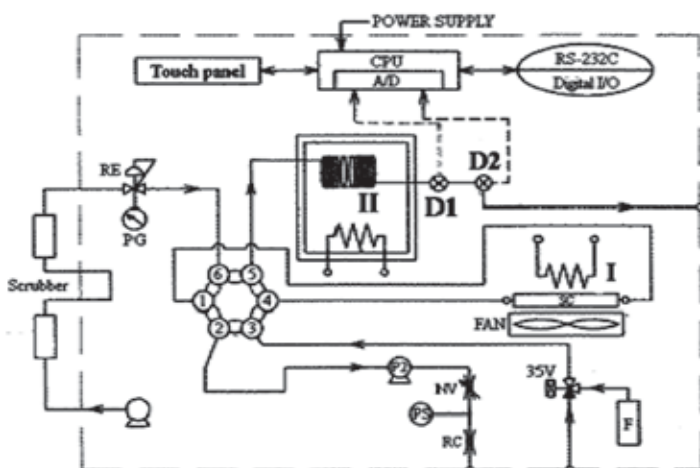 POWER SUPPLY
CPU
A/D
Touch panel
RS-232C
Digital I/O
RE
PG
II
D1
D2
I
SC
FAN
Scrubber
6
5
1
4
2
3
P2
NV
PS
RC
35V
F